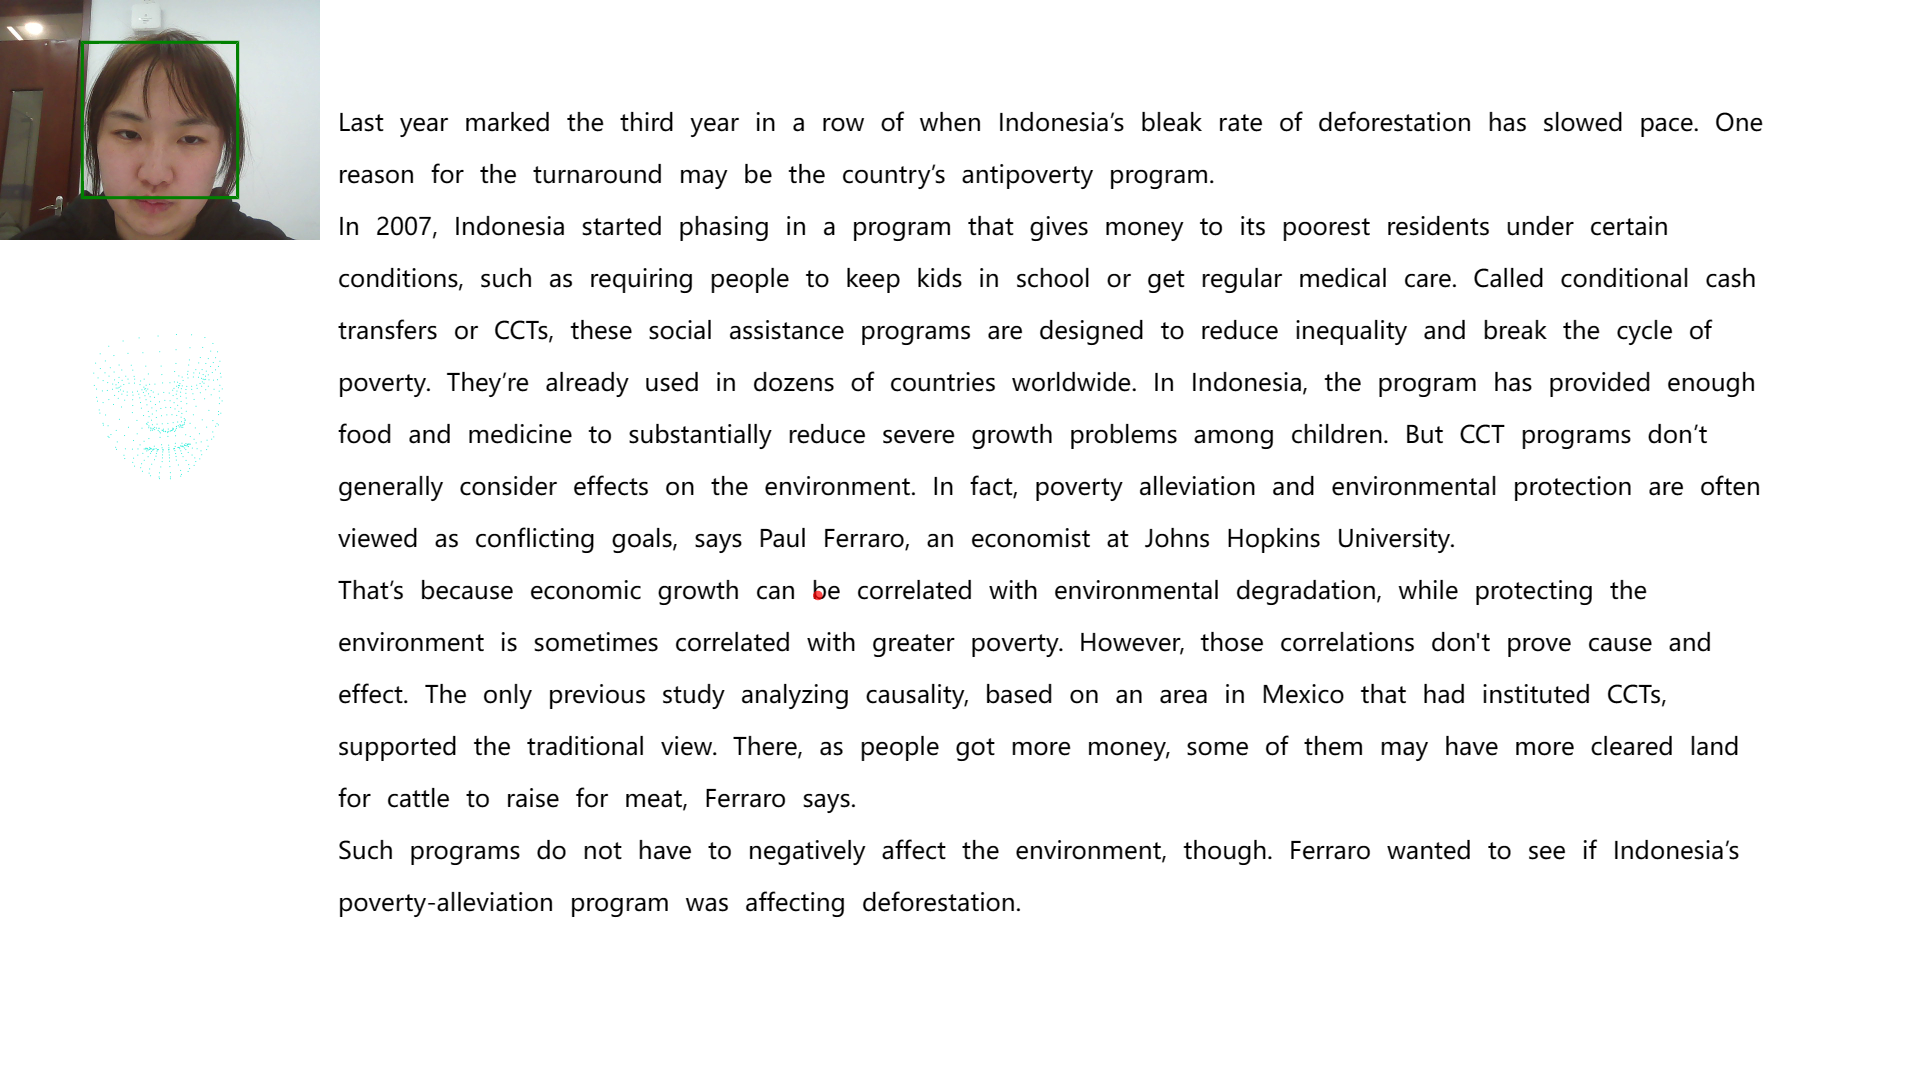 Last year marked the third year in a row of when Indonesia’s bleak rate of deforestation has slowed pace. One
reason for the turnaround may be the country’s antipoverty program.
In 2007, Indonesia started phasing in a program that gives money to its poorest residents under certain
conditions, such as requiring people to keep kids in school or get regular medical care. Called conditional cash
transfers or CCTs, these social assistance programs are designed to reduce inequality and break the cycle of
poverty. They’re already used in dozens of countries worldwide. In Indonesia, the program has provided enough
food and medicine to substantially reduce severe growth problems among children. But CCT programs don’t
generally consider effects on the environment. In fact, poverty alleviation and environmental protection are often
viewed as conflicting goals, says Paul Ferraro, an economist at Johns Hopkins University.
That’s because economic growth can be correlated with environmental degradation, while protecting the
environment is sometimes correlated with greater poverty. However, those correlations don't prove cause and
effect. The only previous study analyzing causality, based on an area in Mexico that had instituted CCTs,
supported the traditional view. There, as people got more money, some of them may have more cleared land
for cattle to raise for meat, Ferraro says.
Such programs do not have to negatively affect the environment, though. Ferraro wanted to see if Indonesia’s
poverty-alleviation program was affecting deforestation.